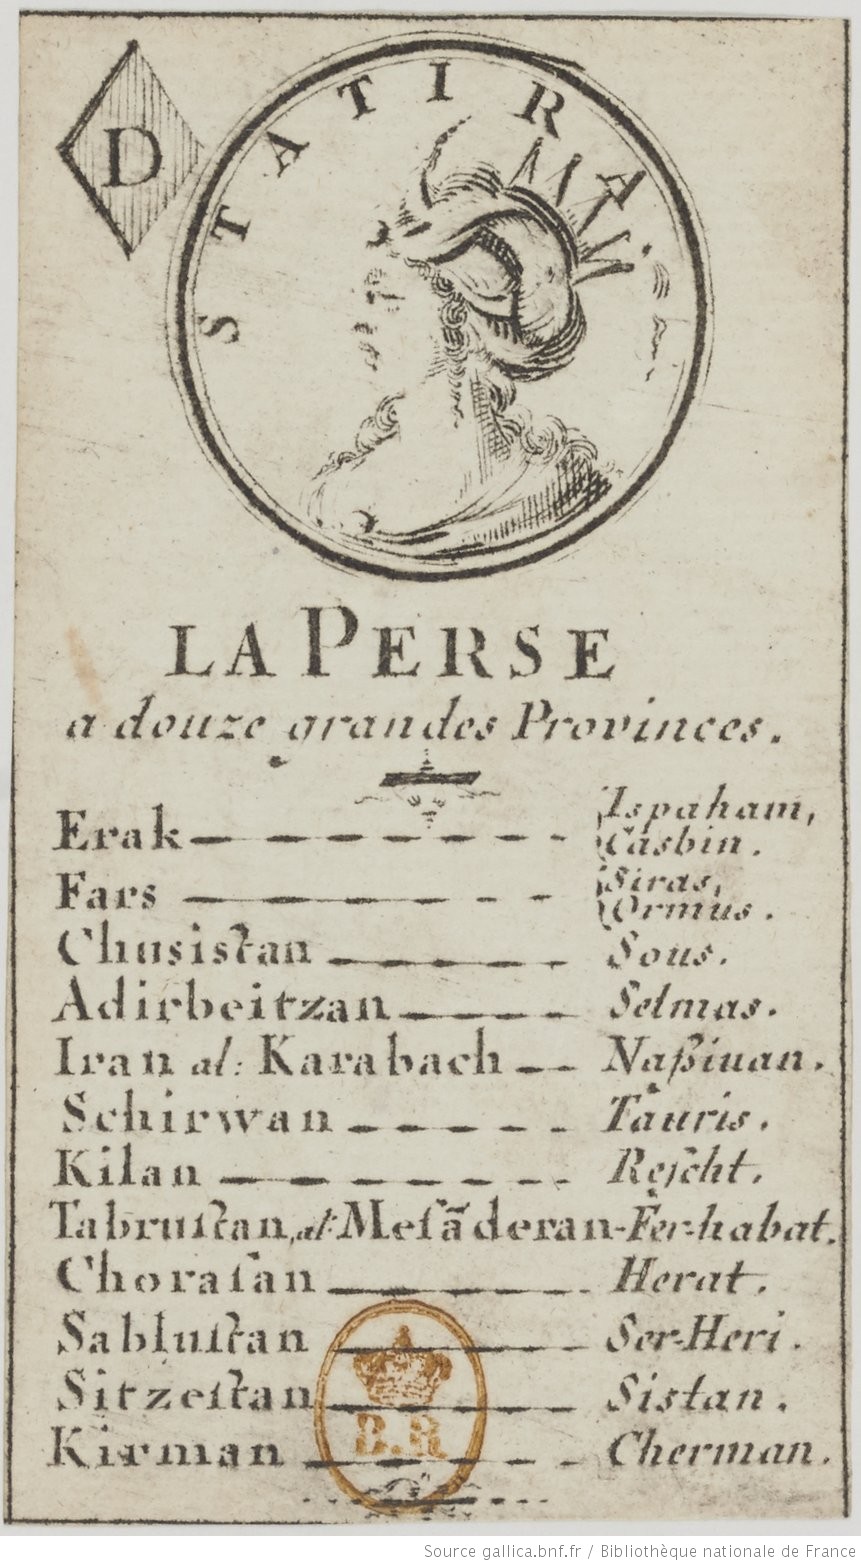 D
STATIRA.
LA PERSE
a douze grandes Provinces.
Erak — Ispaham, Casbin.
Fars — Siras, Ormus.
Chusistan — Sous.
Adirbeitzan — Selmas.
Iran al: Karabach — Naßiuan.
Schirwan — Tauris.
Kilan — Reſcht.
Tabruſtan, al: Meſãderan - Fer-habat.
Choraſan — Herat.
Sabluſtan — Ser-Heri.
Sitzeſtan — Sistan.
Kirman — Cherman.
B.R
Source gallica.bnf.fr / Bibliothèque nationale de France